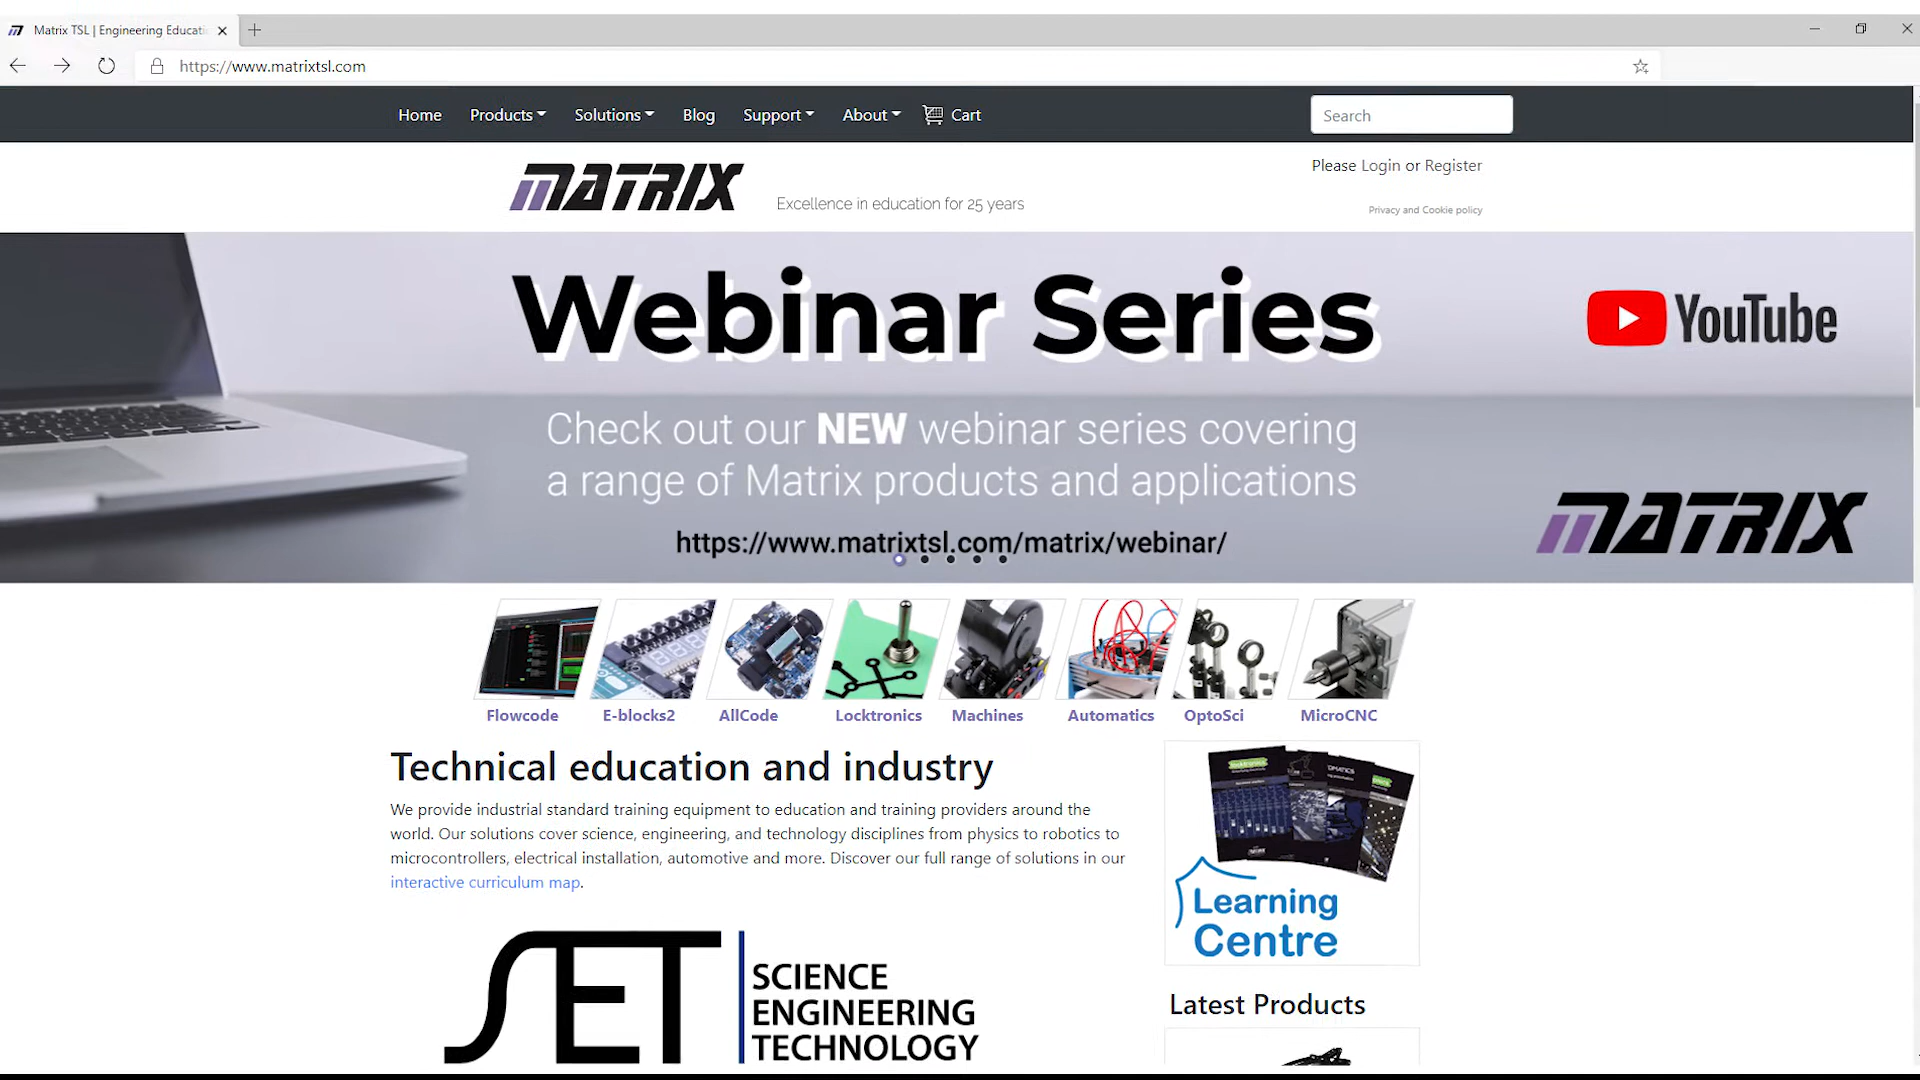 Matrix TSL | Engineering Educati
https://www.matrixtsl.com
Home Products Solutions Blog Support About Cart
Search
MATRIX
Excellence in education for 25 years
Please Login or Register
Privacy and Cookie policy
Webinar Series
YouTube
Check out our NEW webinar series covering
a range of Matrix products and applications
https://www.matrixtsl.com/matrix/webinar/
MATRIX
Flowcode E-blocks2 AllCode Locktronics Machines Automatics OptoSci MicroCNC
Technical education and industry
We provide industrial standard training equipment to education and training providers around the
world. Our solutions cover science, engineering, and technology disciplines from physics to robotics to
microcontrollers, electrical installation, automotive and more. Discover our full range of solutions in our
interactive curriculum map.
SET
SCIENCE
ENGINEERING
TECHNOLOGY
Learning
Centre
Latest Products